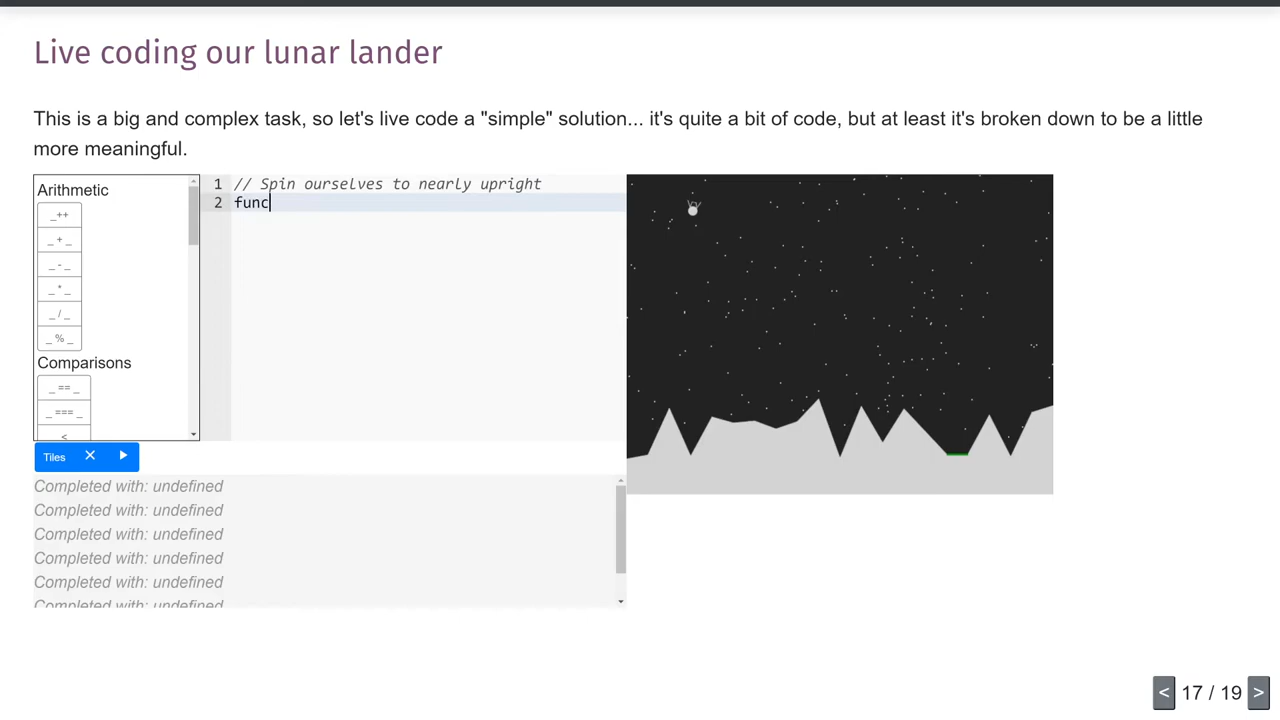 Live coding our lunar lander
This is a big and complex task, so let's live code a "simple" solution... it's quite a bit of code, but at least it's broken down to be a little
more meaningful.
Arithmetic
_++
_ + _
_ - _
_ * _
_ / _
_ % _
Comparisons
_ == _
_ === _
<
1 // Spin ourselves to nearly upright
2 func
Tiles
Completed with: undefined
Completed with: undefined
Completed with: undefined
Completed with: undefined
Completed with: undefined
Completed with: undefined
< 17 / 19 >